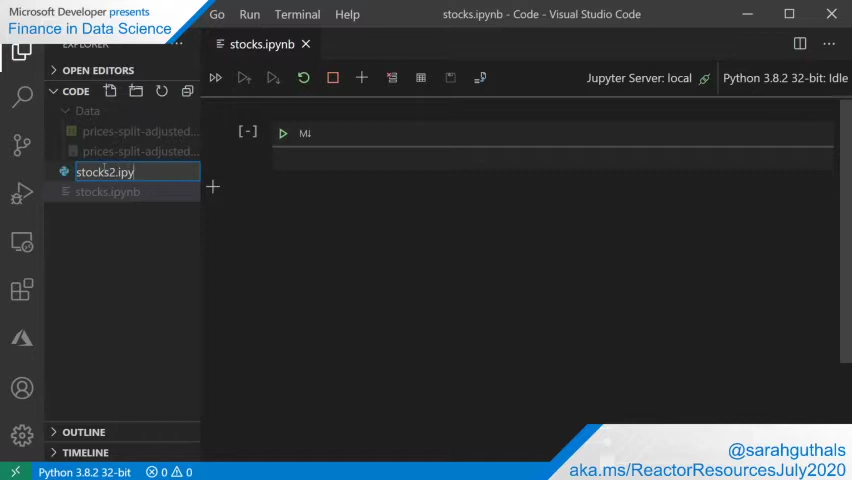 Microsoft Developer presents
Finance in Data Science
Go Run Terminal Help
stocks.ipynb - Code - Visual Studio Code
EXPLORER
stocks.ipynb
OPEN EDITORS
CODE
Jupyter Server: local
Python 3.8.2 32-bit: Idle
Data
prices-split-adjusted...
prices-split-adjusted...
[-]
M↓
stocks2.ipy
stocks.ipynb
OUTLINE
TIMELINE
@sarahguthals
aka.ms/ReactorResourcesJuly2020
Python 3.8.2 32-bit
0 0